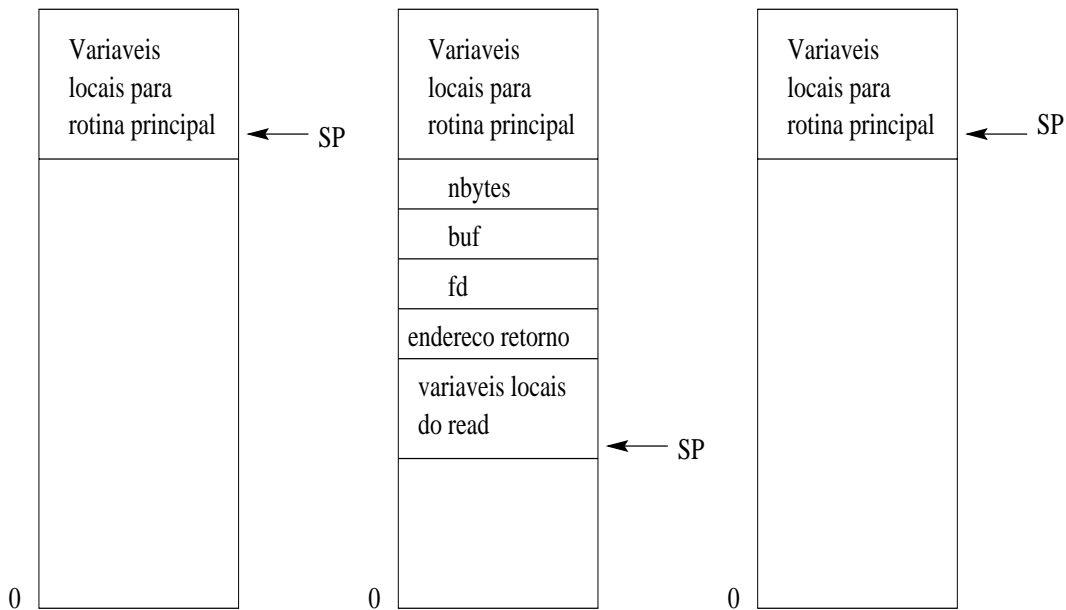 Variaveis
locais para
rotina principal
SP
0
Variaveis
locais para
rotina principal
nbytes
buf
fd
endereco retorno
variaveis locais
do read
SP
0
Variaveis
locais para
rotina principal
SP
0